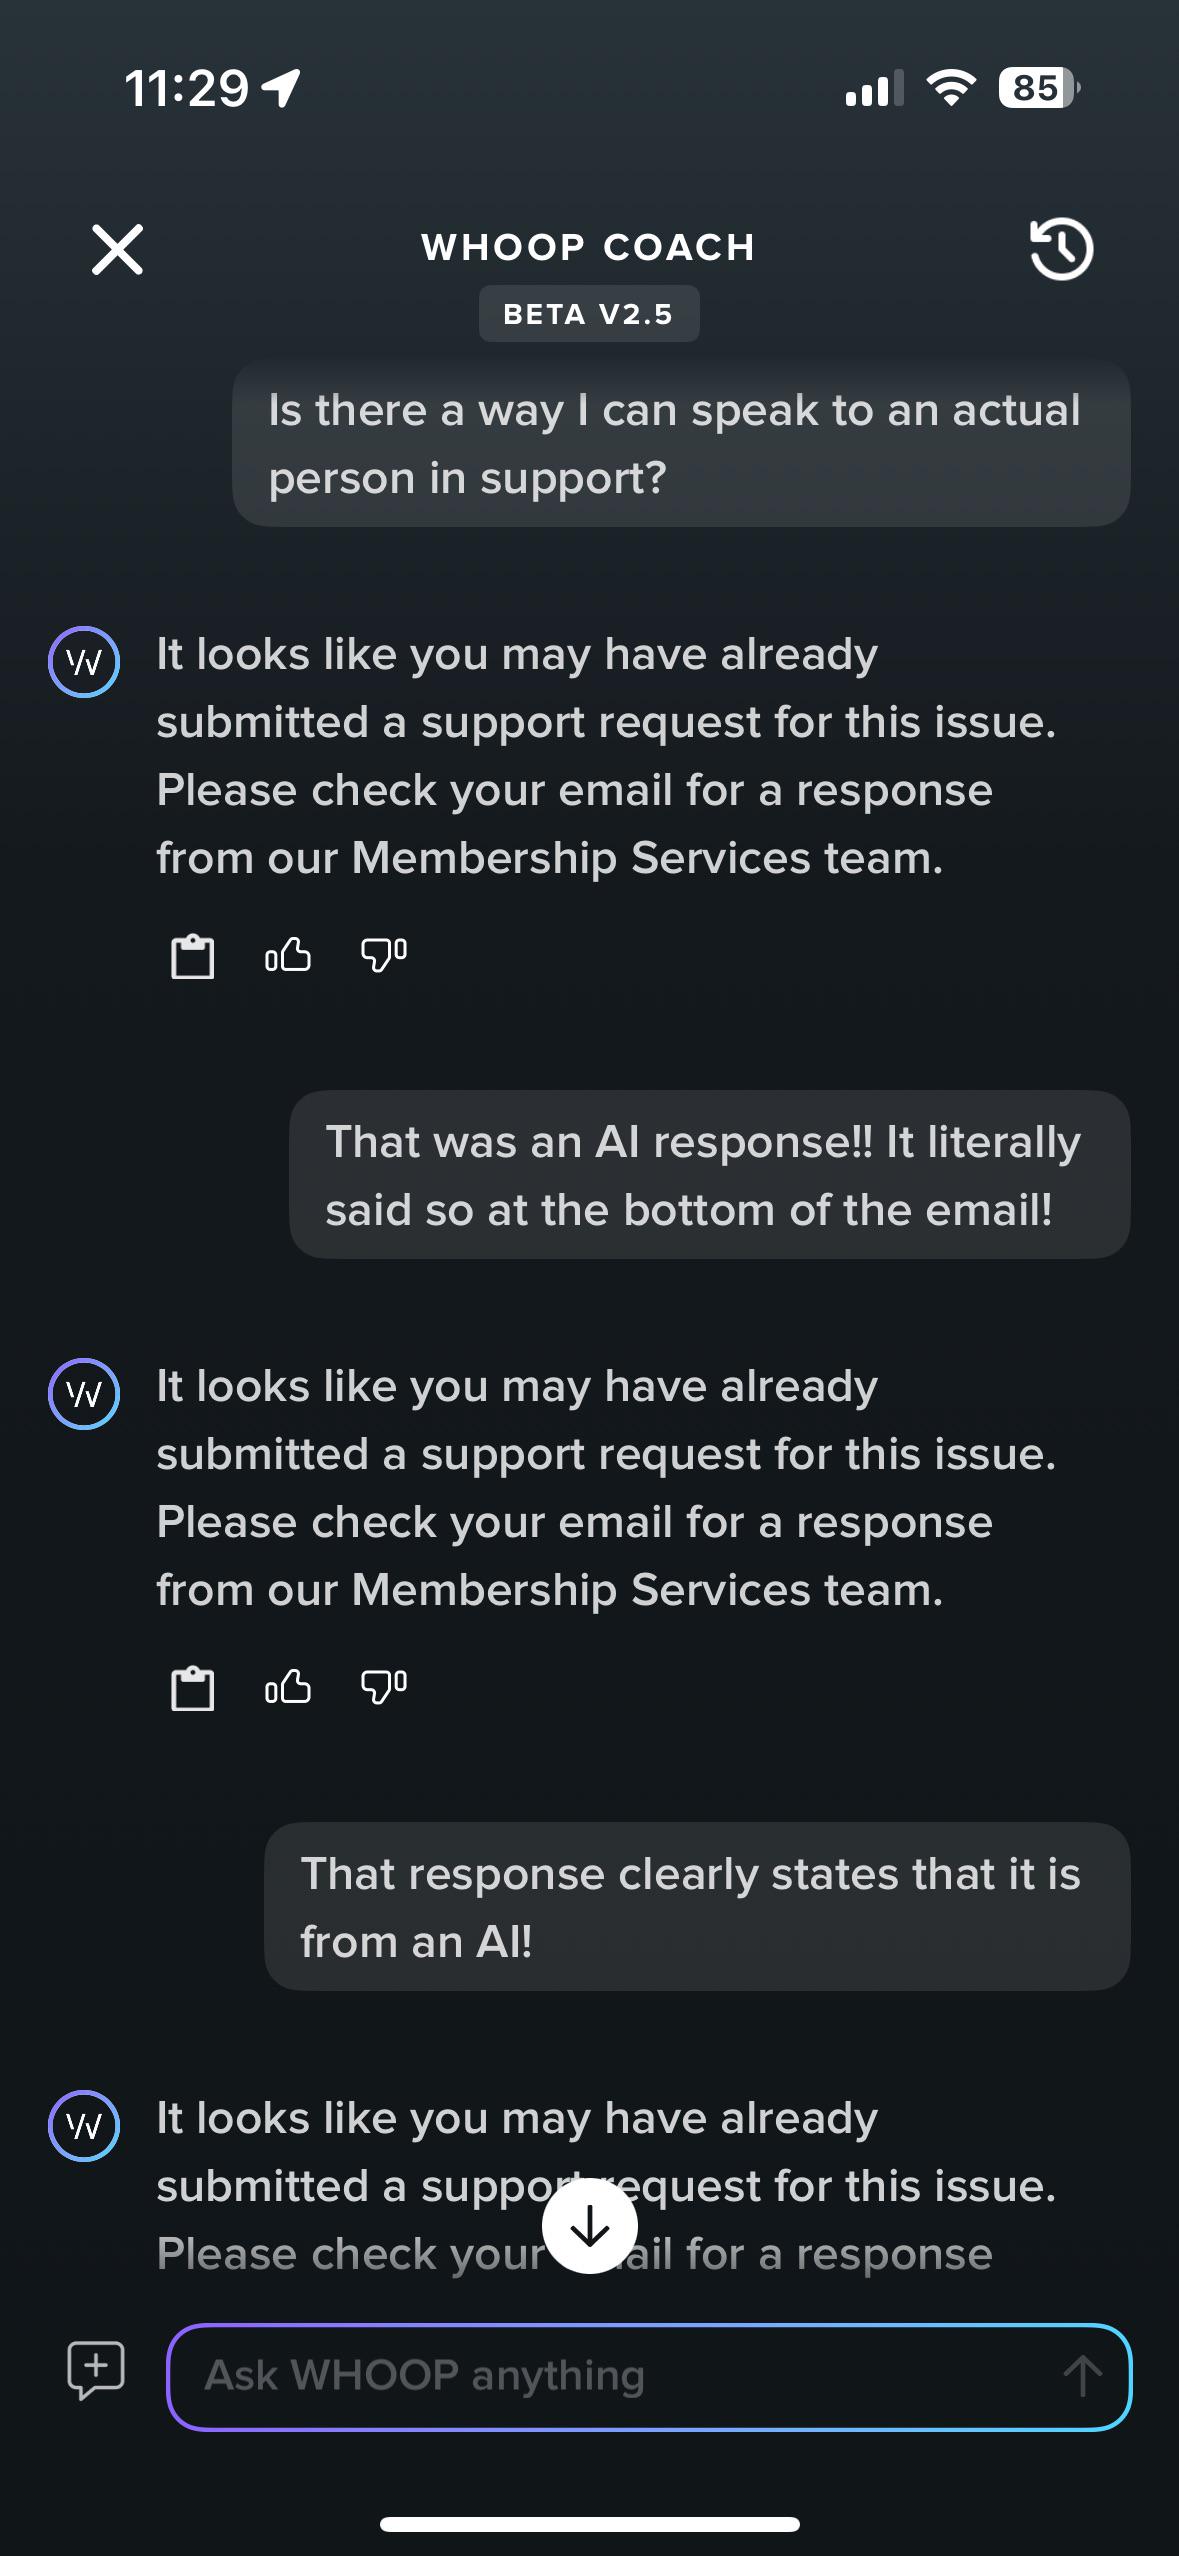 11:29
85
WHOOP COACH
BETA V2.5
Is there a way I can speak to an actual
person in support?
It looks like you may have already
submitted a support request for this issue.
Please check your email for a response
from our Membership Services team.
That was an AI response!! It literally
said so at the bottom of the email!
It looks like you may have already
submitted a support request for this issue.
Please check your email for a response
from our Membership Services team.
That response clearly states that it is
from an AI!
It looks like you may have already
submitted a support request for this issue.
Please check your email for a response
Ask WHOOP anything